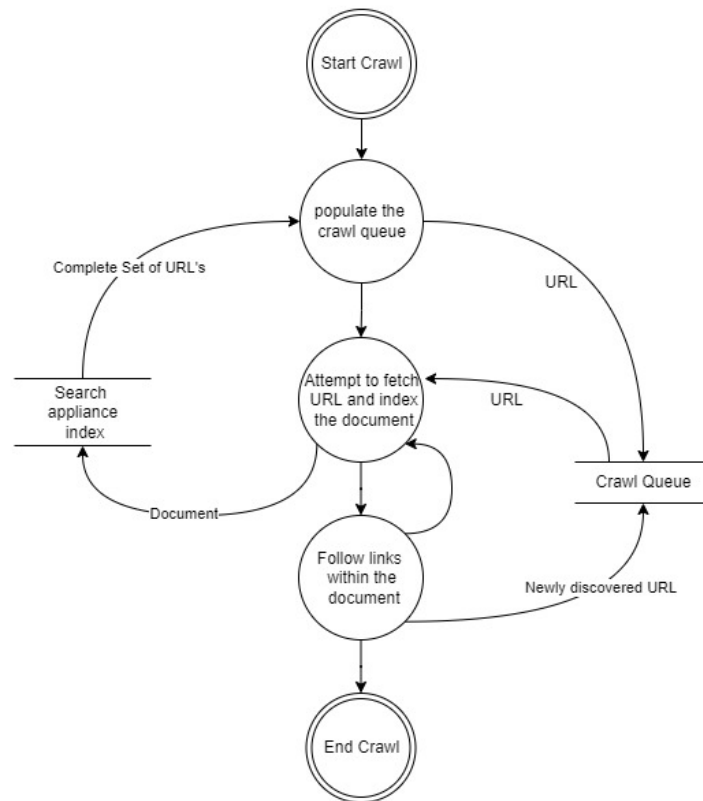 Start Crawl
populate the
crawl queue
Complete Set of URL's
URL
Attempt to fetch
URL and index
the document
URL
Search
appliance
index
Crawl Queue
Document
Follow links
within the
document
Newly discovered URL
End Crawl